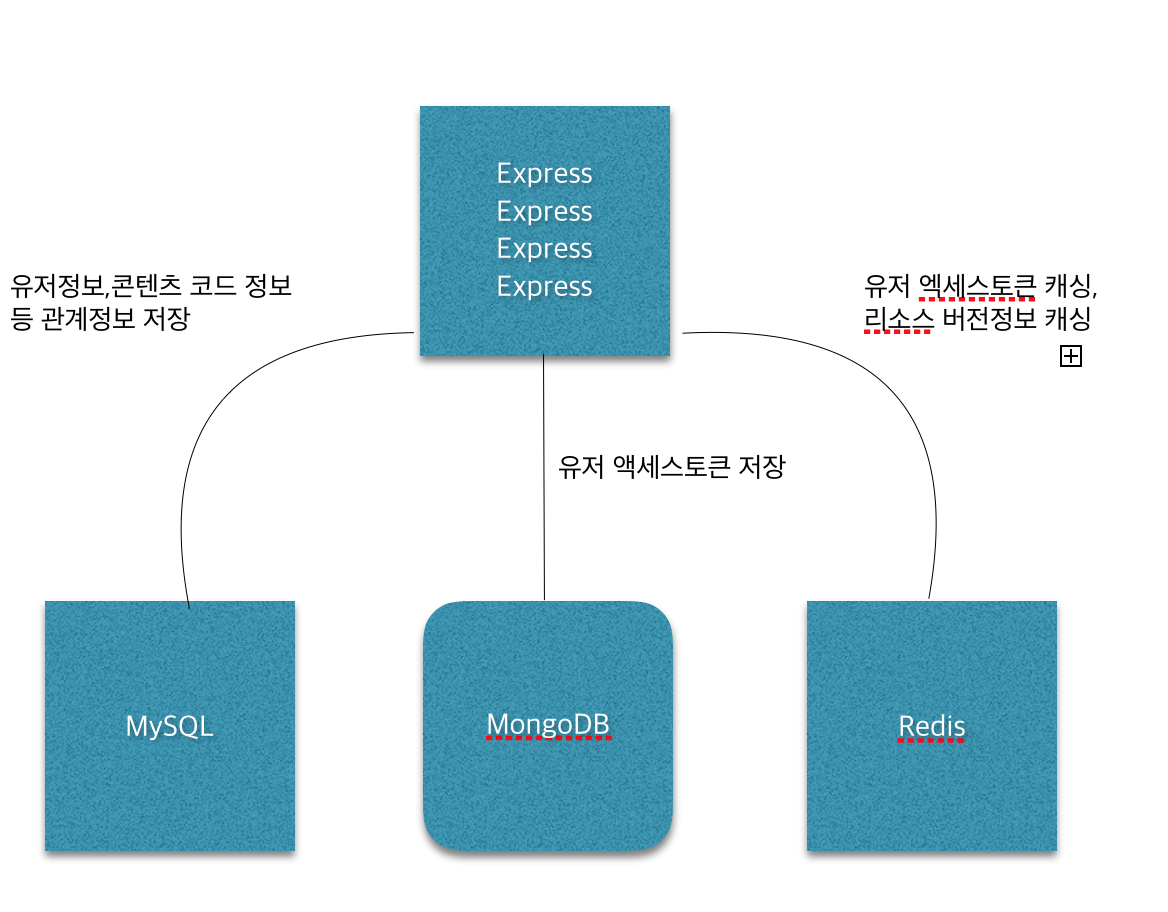 Express
Express
Express
Express
유저정보,콘텐츠 코드 정보
등 관계정보 저장
유저 엑세스토큰 캐싱,
리소스 버전정보 캐싱
유저 액세스토큰 저장
MySQL
MongoDB
Redis